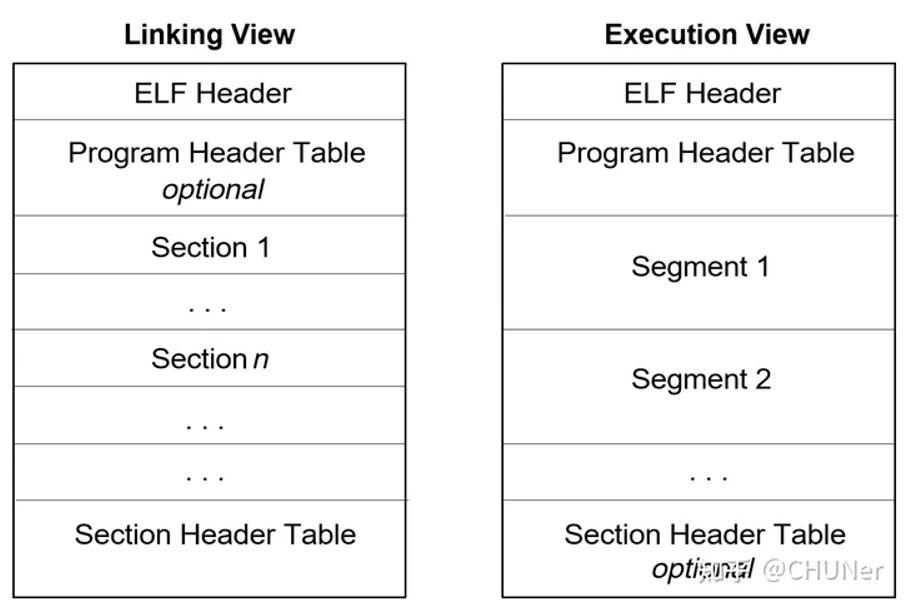 Linking View
ELF Header
Program Header Table
optional
Section 1
. . .
Section n
. . .
. . .
Section Header Table
Execution View
ELF Header
Program Header Table
Segment 1
Segment 2
. . .
Section Header Table
optional
知乎 @CHUNer